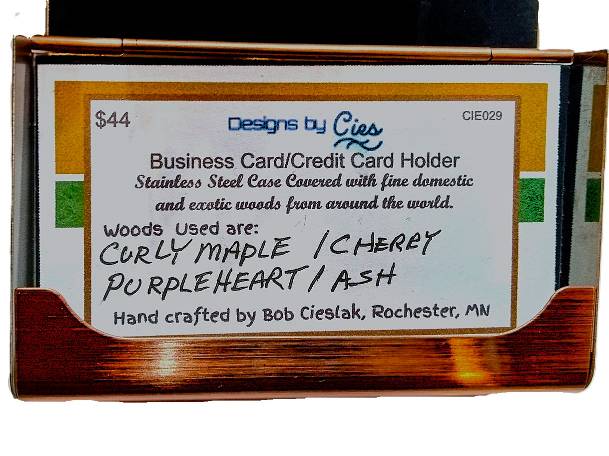 $44
Designs by Cies
CIE029
Business Card/Credit Card Holder
Stainless Steel Case Covered with fine domestic
and exotic woods from around the world.
Woods Used are:
CURLY MAPLE / CHERRY
PURPLEHEART / ASH
Hand crafted by Bob Cieslak, Rochester, MN